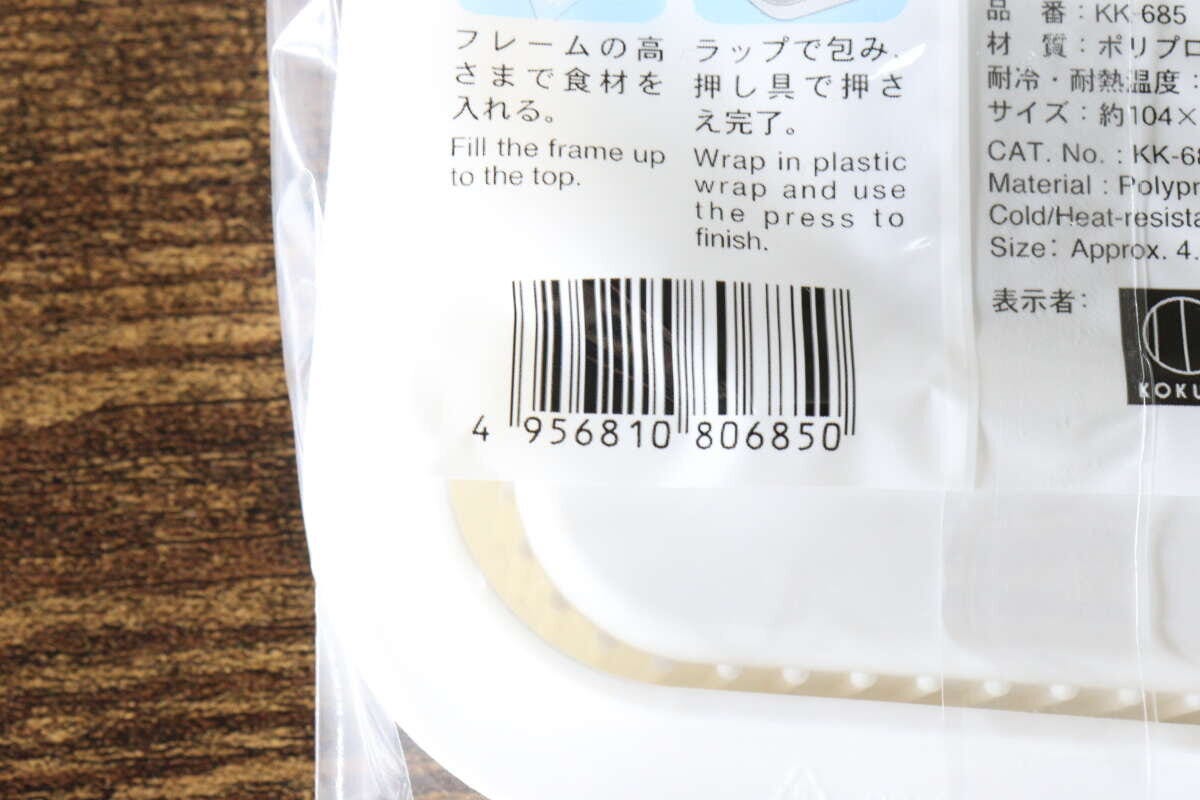 フレームの高
さまで食材を
入れる。
Fill the frame up
to the top.
ラップで包み、
押し具で押さ
え完了。
Wrap in plastic
wrap and use
the press to
finish.
品 番：KK-685
材 質：ポリプロ
耐冷・耐熱温度：
サイズ：約104×
CAT. No. : KK-68
Material : Polypr
Cold/Heat-resista
Size: Approx. 4.
表示者：
KOKU
4 956810 806850